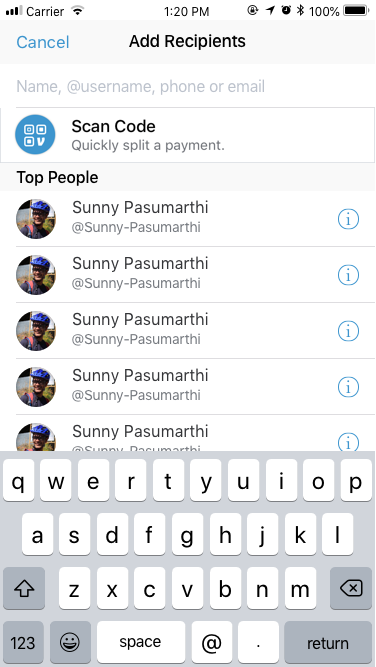 Carrier 1:20 PM 100%
Cancel Add Recipients
Name, @username, phone or email
Scan Code
Quickly split a payment.
Top People
Sunny Pasumarthi
@Sunny-Pasumarthi
Sunny Pasumarthi
@Sunny-Pasumarthi
Sunny Pasumarthi
@Sunny-Pasumarthi
Sunny Pasumarthi
@Sunny-Pasumarthi
Sunny Pasumarthi
@Sunny-Pasumarthi
q w e r t y u i o p
a s d f g h j k l
z x c v b n m
123 space @ . return